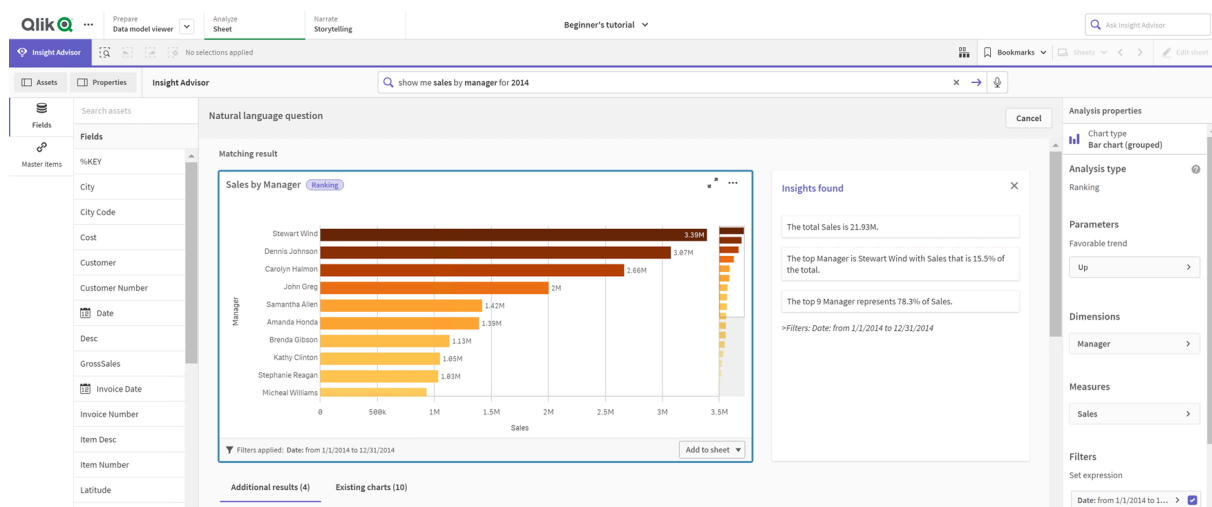 Qlik
Prepare
Data model viewer
Analyze
Sheet
Narrate
Storytelling
Beginner's tutorial
Ask Insight Advisor
Insight Advisor
No selections applied
Bookmarks
Sheets
Edit sheet
Assets
Properties
Insight Advisor
show me sales by manager for 2014
Fields
Master items
Search assets
Fields
%KEY
City
City Code
Cost
Customer
Customer Number
Date
Desc
GrossSales
Invoice Date
Invoice Number
Item Desc
Item Number
Latitude
Natural language question
Cancel
Matching result
Sales by Manager
Ranking
Manager
Stewart Wind
3.39M
Dennis Johnson
3.07M
Carolyn Halmon
2.66M
John Greg
2M
Samantha Allen
1.42M
Amanda Honda
1.39M
Brenda Gibson
1.13M
Kathy Clinton
1.05M
Stephanie Reagan
1.03M
Micheal Williams
0 500k 1M 1.5M 2M 2.5M 3M 3.5M
Sales
Filters applied: Date: from 1/1/2014 to 12/31/2014
Add to sheet
Additional results (4)
Existing charts (10)
Insights found
The total Sales is 21.93M.
The top Manager is Stewart Wind with Sales that is 15.5% of
the total.
The top 9 Manager represents 78.3% of Sales.
>Filters: Date: from 1/1/2014 to 12/31/2014
Analysis properties
Chart type
Bar chart (grouped)
Analysis type
Ranking
Parameters
Favorable trend
Up
Dimensions
Manager
Measures
Sales
Filters
Set expression
Date: from 1/1/2014 to 1...